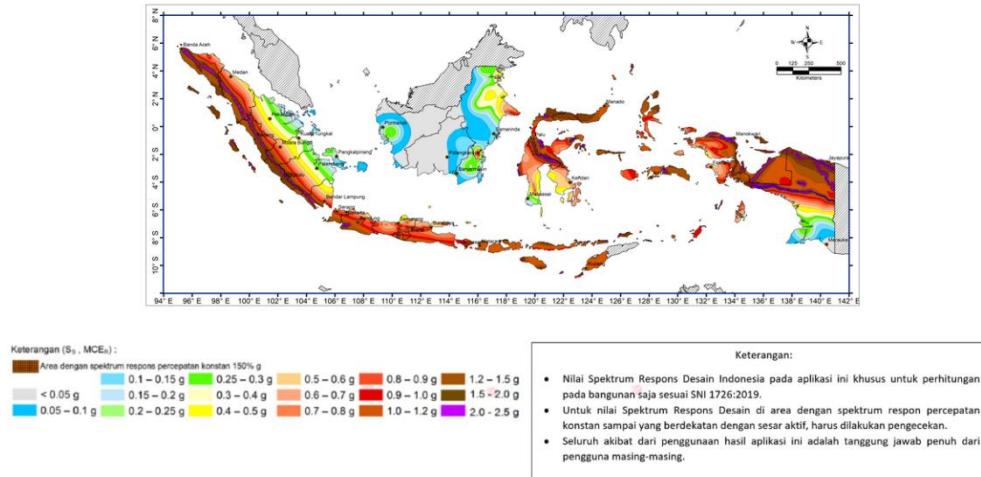 8° N
6° N
4° N
2° N
0°
2° S
4° S
6° S
8° S
10° S
94° E 96° E 98° E 100° E 102° E 104° E 106° E 108° E 110° E 112° E 114° E 116° E 118° E 120° E 122° E 124° E 126° E 128° E 130° E 132° E 134° E 136° E 138° E 140° E 142° E
N
W E
S
0 125 250 500
Kilometers
Banda Aceh
Medan
Kuala Tungkal
Muara Bungo
Pangkalpinang
Palembang
Bandar Lampung
Serang
Semarang
Surabaya
Pontianak
Samarinda
Banjarmasin
Palu
Manado
Kendari
Makassar
Manokwari
Jayapura
Merauke
Keterangan (S₅ , MCEᵣ) :
Area dengan spektrum respons percepatan konstan 150% g
< 0.05 g
0.05 – 0.1 g
0.1 – 0.15 g
0.15 – 0.2 g
0.2 – 0.25 g
0.25 – 0.3 g
0.3 – 0.4 g
0.4 – 0.5 g
0.5 – 0.6 g
0.6 – 0.7 g
0.7 – 0.8 g
0.8 – 0.9 g
0.9 – 1.0 g
1.0 – 1.2 g
1.2 – 1.5 g
1.5 – 2.0 g
2.0 – 2.5 g
Keterangan:
• Nilai Spektrum Respons Desain Indonesia pada aplikasi ini khusus untuk perhitungan
pada bangunan saja sesuai SNI 1726:2019.
• Untuk nilai Spektrum Respons Desain di area dengan spektrum respon percepatan
konstan sampai yang berdekatan dengan sesar aktif, harus dilakukan pengecekan.
• Seluruh akibat dari penggunaan hasil aplikasi ini adalah tanggung jawab penuh dari
pengguna masing-masing.